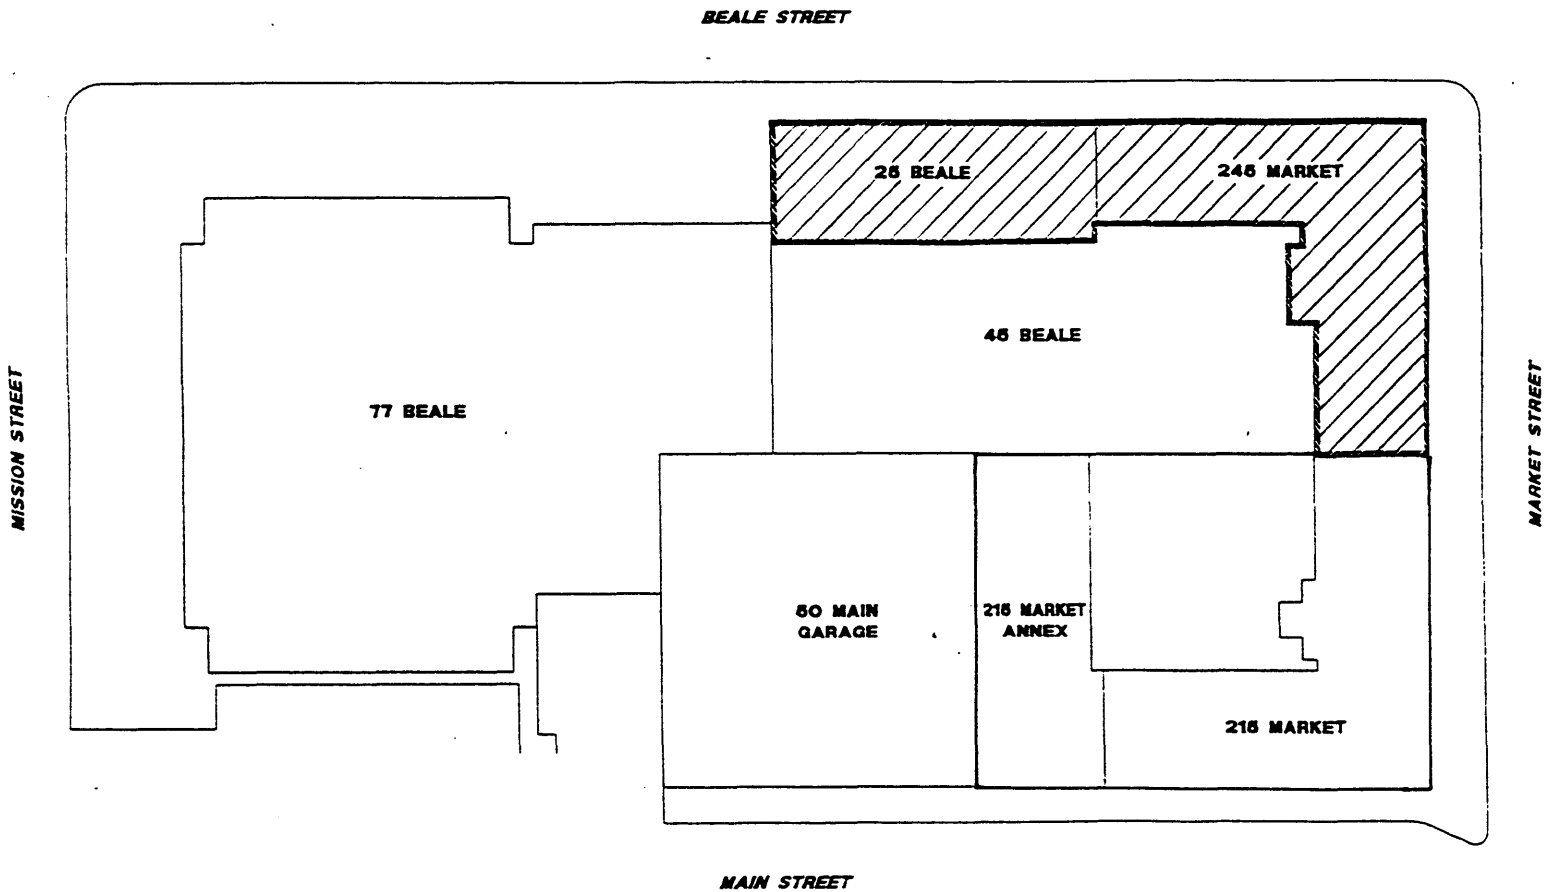 BEALE STREET
25 BEALE
245 MARKET
45 BEALE
77 BEALE
MISSION STREET
MARKET STREET
50 MAIN
GARAGE
215 MARKET
ANNEX
215 MARKET
MAIN STREET